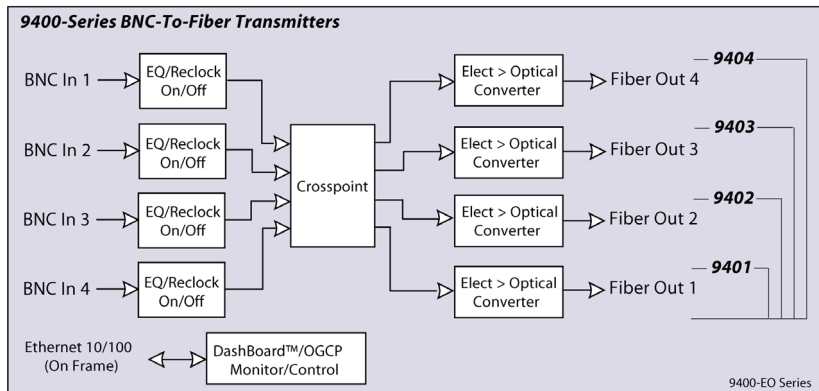 9400-Series BNC-To-Fiber Transmitters
BNC In 1
EQ/Reclock
On/Off
Elect > Optical
Converter
Fiber Out 4
9404
BNC In 2
EQ/Reclock
On/Off
Elect > Optical
Converter
Fiber Out 3
9403
Crosspoint
BNC In 3
EQ/Reclock
On/Off
Elect > Optical
Converter
Fiber Out 2
9402
BNC In 4
EQ/Reclock
On/Off
Elect > Optical
Converter
Fiber Out 1
9401
Ethernet 10/100
(On Frame)
DashBoard™/OGCP
Monitor/Control
9400-EO Series